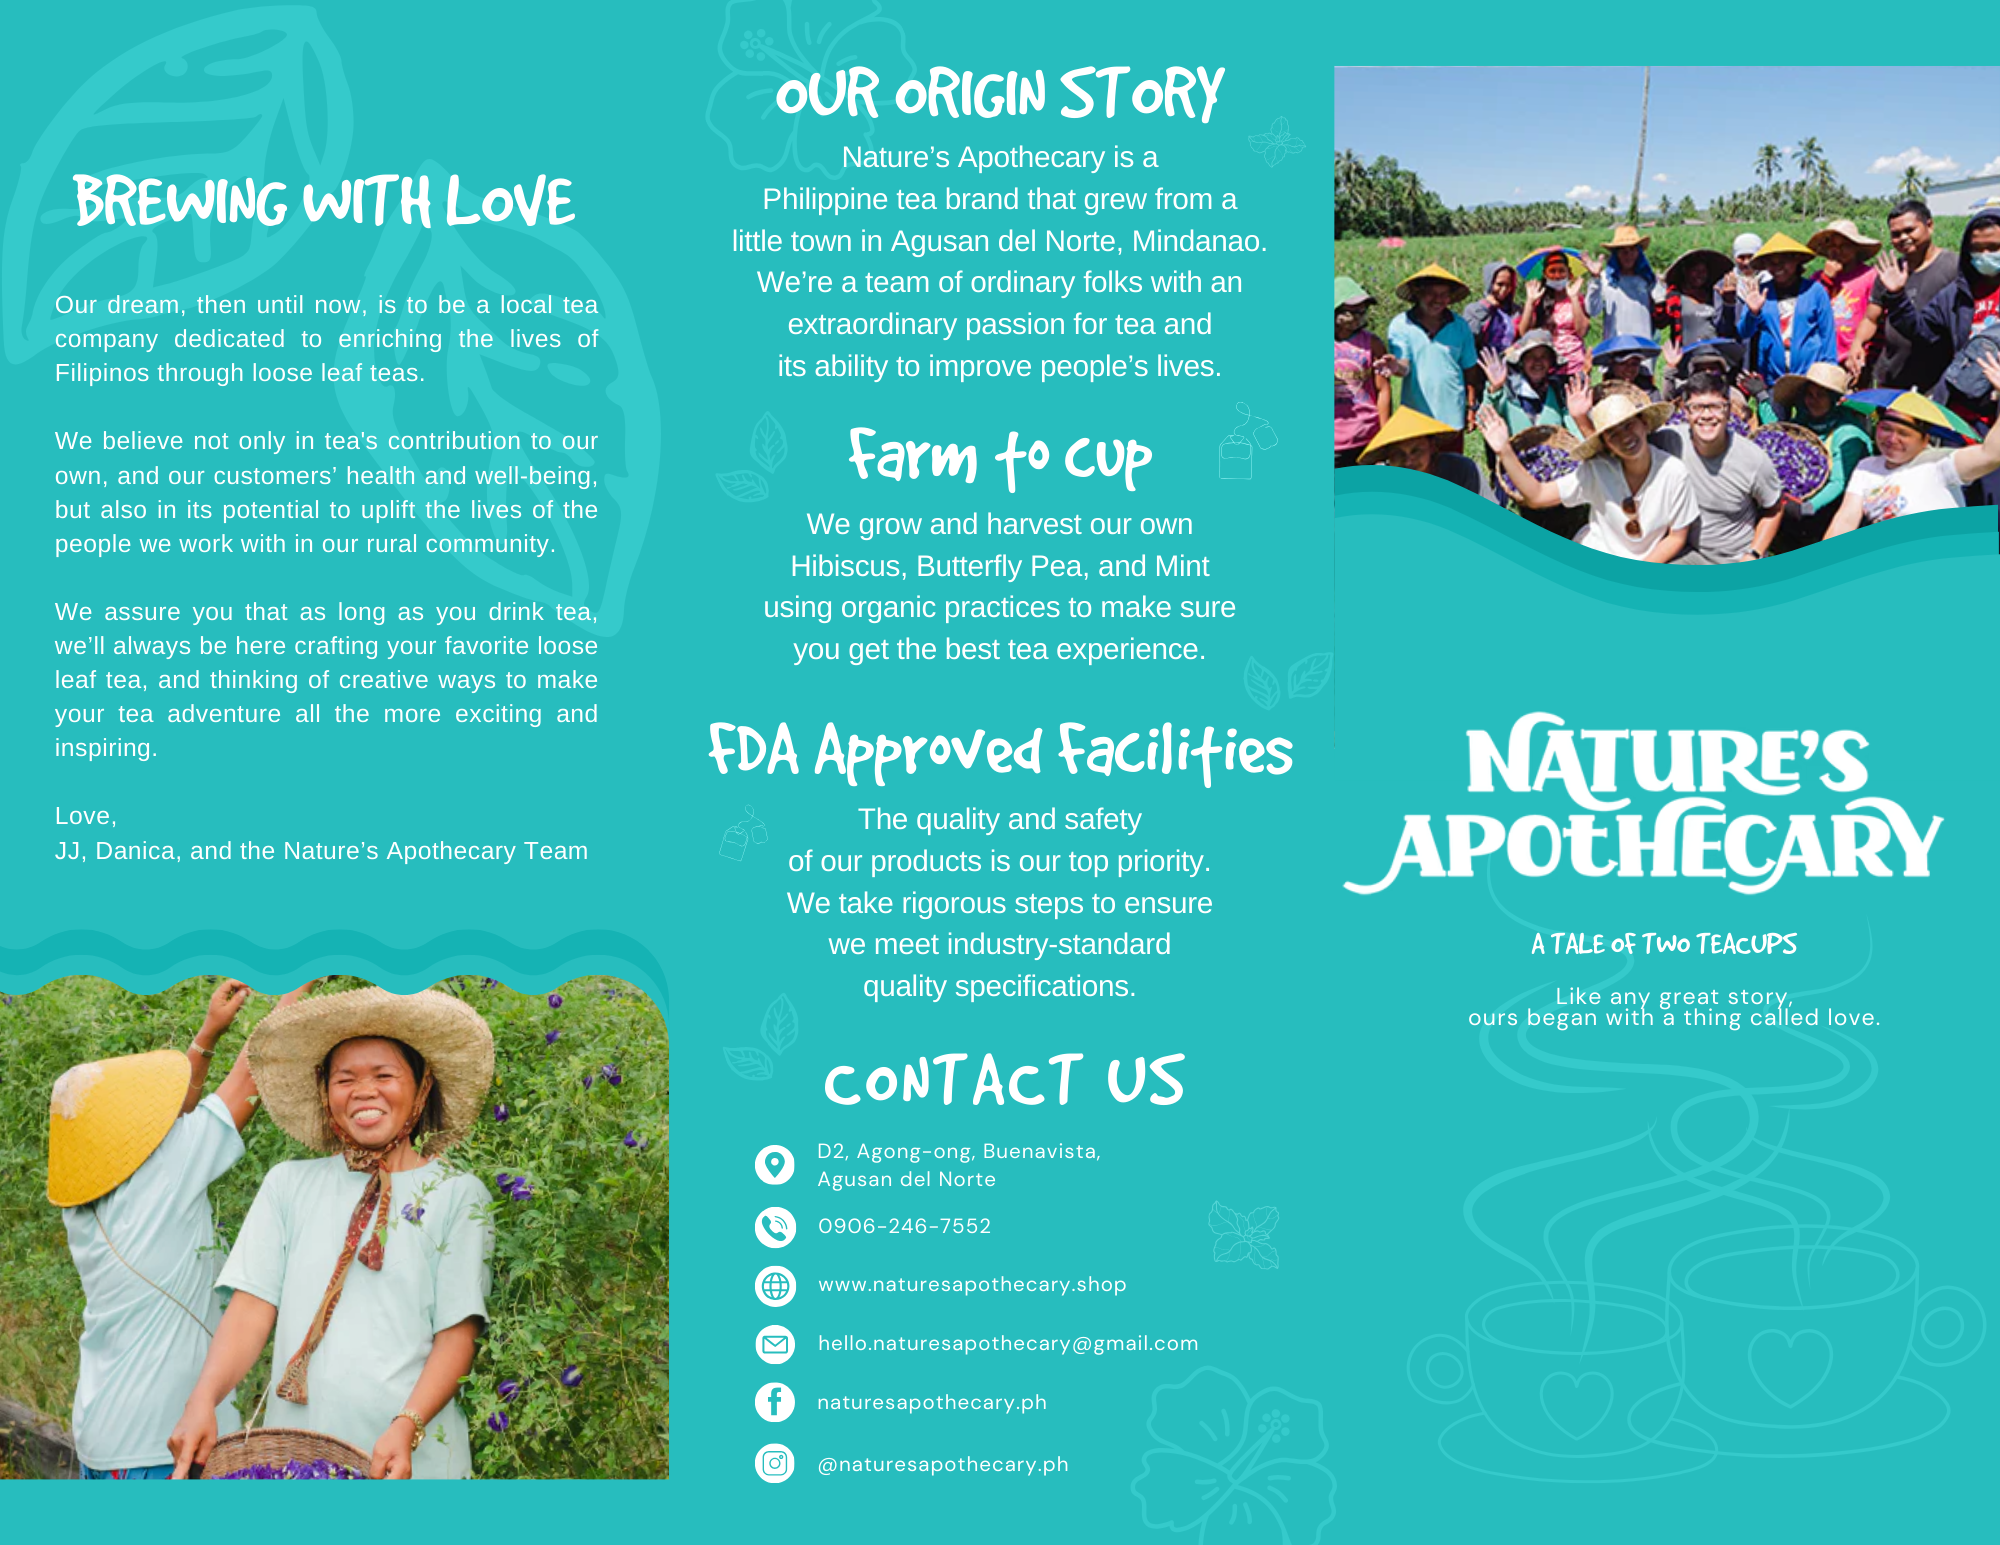 BREWING WITH LOVE
Our dream, then until now, is to be a local tea
company dedicated to enriching the lives of
Filipinos through loose leaf teas.
We believe not only in tea's contribution to our
own, and our customers’ health and well-being,
but also in its potential to uplift the lives of the
people we work with in our rural community.
We assure you that as long as you drink tea,
we’ll always be here crafting your favorite loose
leaf tea, and thinking of creative ways to make
your tea adventure all the more exciting and
inspiring.
Love,
JJ, Danica, and the Nature’s Apothecary Team
OUR ORIGIN STORY
Nature’s Apothecary is a
Philippine tea brand that grew from a
little town in Agusan del Norte, Mindanao.
We’re a team of ordinary folks with an
extraordinary passion for tea and
its ability to improve people’s lives.
Farm to cup
We grow and harvest our own
Hibiscus, Butterfly Pea, and Mint
using organic practices to make sure
you get the best tea experience.
FDA Approved Facilities
The quality and safety
of our products is our top priority.
We take rigorous steps to ensure
we meet industry-standard
quality specifications.
CONTACT US
D2, Agong-ong, Buenavista,
Agusan del Norte
0906-246-7552
www.naturesapothecary.shop
hello.naturesapothecary@gmail.com
naturesapothecary.ph
@naturesapothecary.ph
NATURE’S
APOTHECARY
A TALE OF TWO TEACUPS
Like any great story,
ours began with a thing called love.